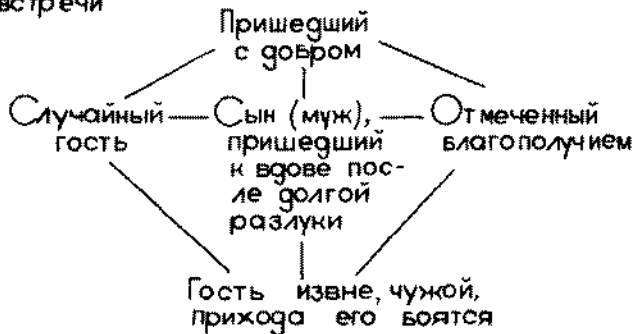 встречи
Пришедший
с добром
Случайный
гость
Сын (муж),
пришедший
к вдове пос-
ле долгой
разлуки
Отмеченный
благополучием
Гость извне, чужой,
прихода его боятся